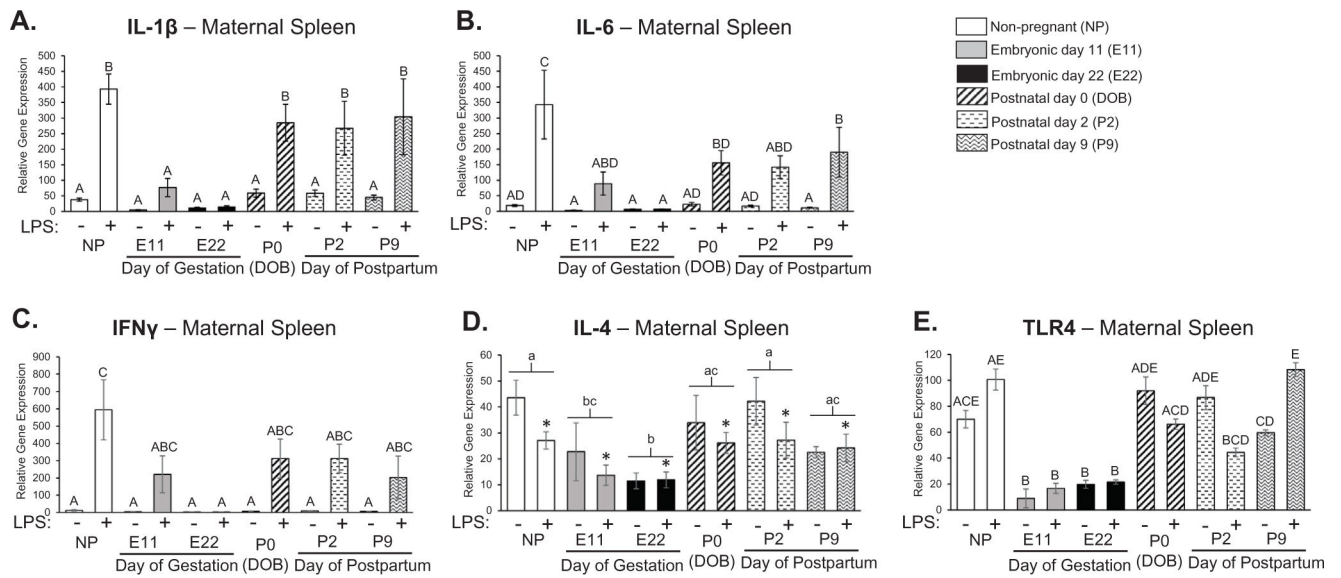 A.
IL-1β – Maternal Spleen
Relative Gene Expression
500
450
400
350
300
250
200
150
100
50
0
A B A A A A A B A B A B
LPS: - + - + - + - + - + - +
NP E11 E22 P0 P2 P9
Day of Gestation (DOB) Day of Postpartum
B.
IL-6 – Maternal Spleen
Relative Gene Expression
500
450
400
350
300
250
200
150
100
50
0
AD C A ABD A A AD BD AD ABD A B
LPS: - + - + - + - + - + - +
NP E11 E22 P0 P2 P9
Day of Gestation (DOB) Day of Postpartum
Non-pregnant (NP)
Embryonic day 11 (E11)
Embryonic day 22 (E22)
Postnatal day 0 (DOB)
Postnatal day 2 (P2)
Postnatal day 9 (P9)
C.
IFNγ – Maternal Spleen
Relative Gene Expression
900
800
700
600
500
400
300
200
100
0
A C A ABC A A A ABC A ABC A ABC
LPS: - + - + - + - + - + - +
NP E11 E22 P0 P2 P9
Day of Gestation (DOB) Day of Postpartum
D.
IL-4 – Maternal Spleen
Relative Gene Expression
60
50
40
30
20
10
0
a bc b ac a ac
* * * * * *
LPS: - + - + - + - + - + - +
NP E11 E22 P0 P2 P9
Day of Gestation (DOB) Day of Postpartum
E.
TLR4 – Maternal Spleen
Relative Gene Expression
120
100
80
60
40
20
0
ACE AE B B B B ADE ACD ADE BCD CD E
LPS: - + - + - + - + - + - +
NP E11 E22 P0 P2 P9
Day of Gestation (DOB) Day of Postpartum